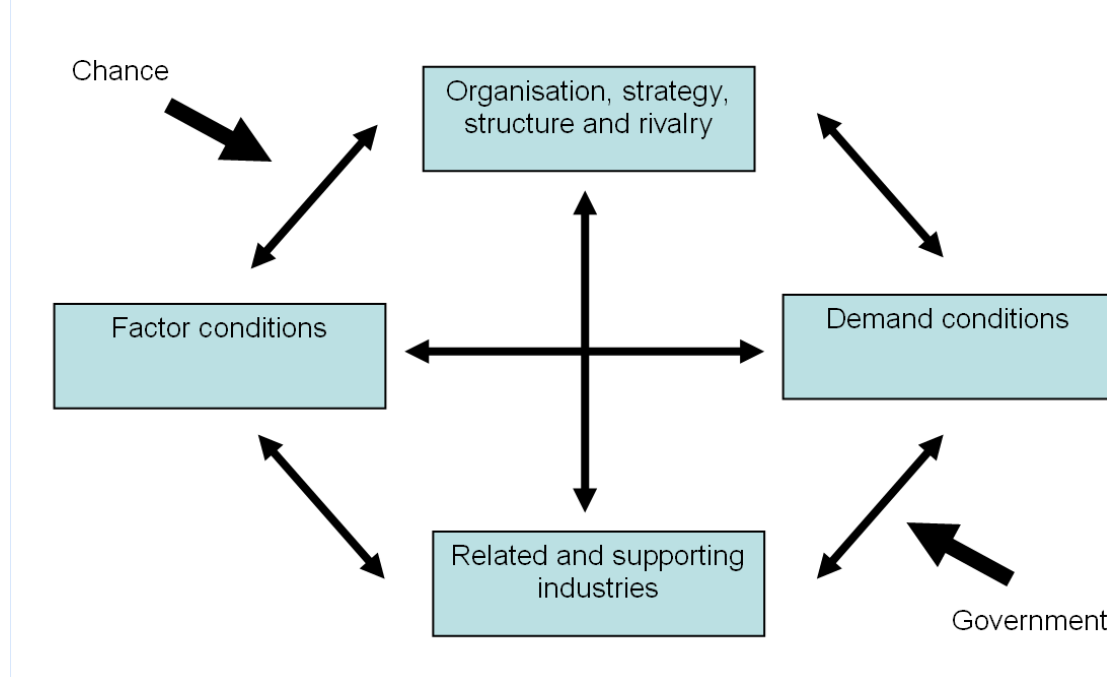 Chance
Organisation, strategy,
structure and rivalry
Factor conditions
Demand conditions
Related and supporting
industries
Government